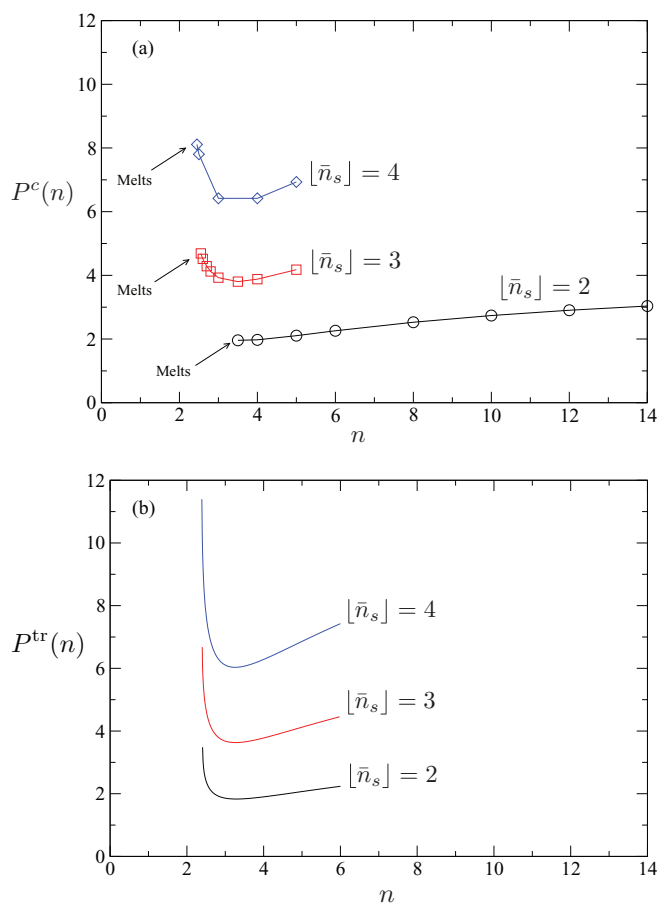 12
(a)
10
8
⌊n̄ₛ⌋ = 4
Melts
Pᶜ(n)
6
⌊n̄ₛ⌋ = 3
4
Melts
⌊n̄ₛ⌋ = 2
2
Melts
0
0 2 4 6 8 10 12 14
n
12
(b)
10
8
⌊n̄ₛ⌋ = 4
Pᵗʳ(n)
6
⌊n̄ₛ⌋ = 3
4
⌊n̄ₛ⌋ = 2
2
0
0 2 4 6 8 10 12 14
n